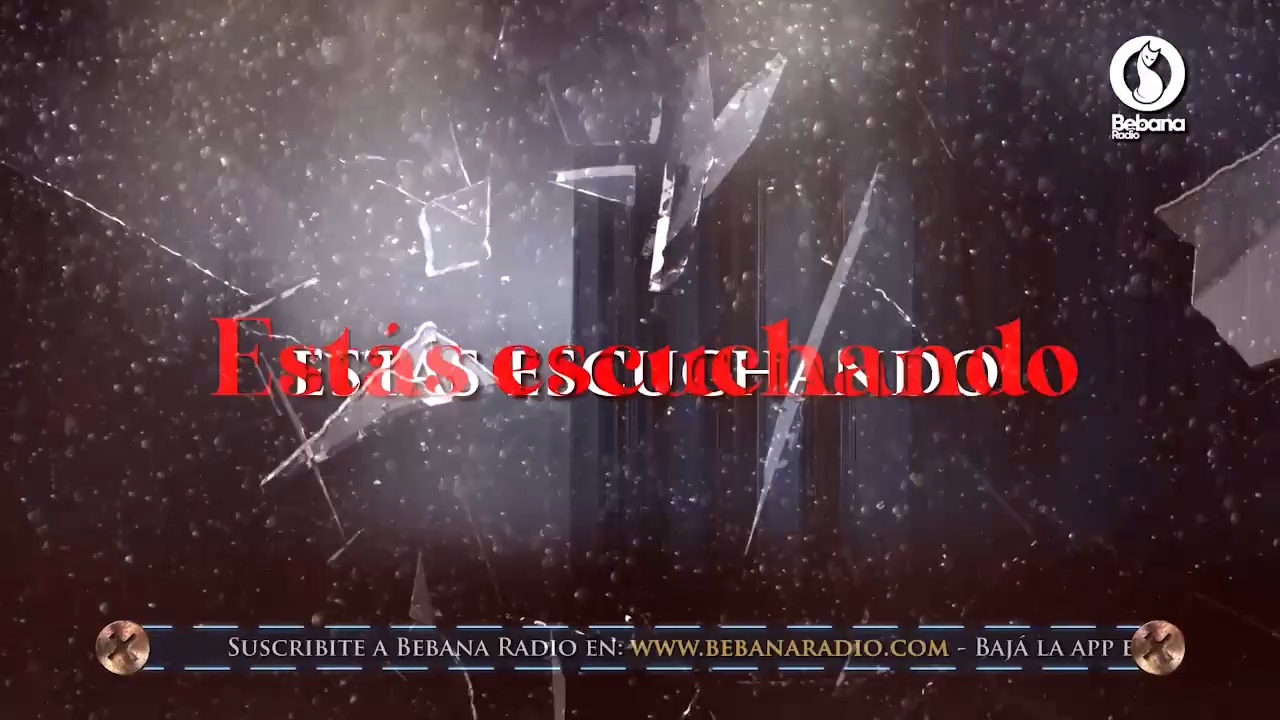 Bebana
Radio
Estás escuchando
ESTÁS ESCUCHANDO
SUSCRIBITE A BEBANA RADIO EN: WWW.BEBANARADIO.COM - BAJÁ LA APP E